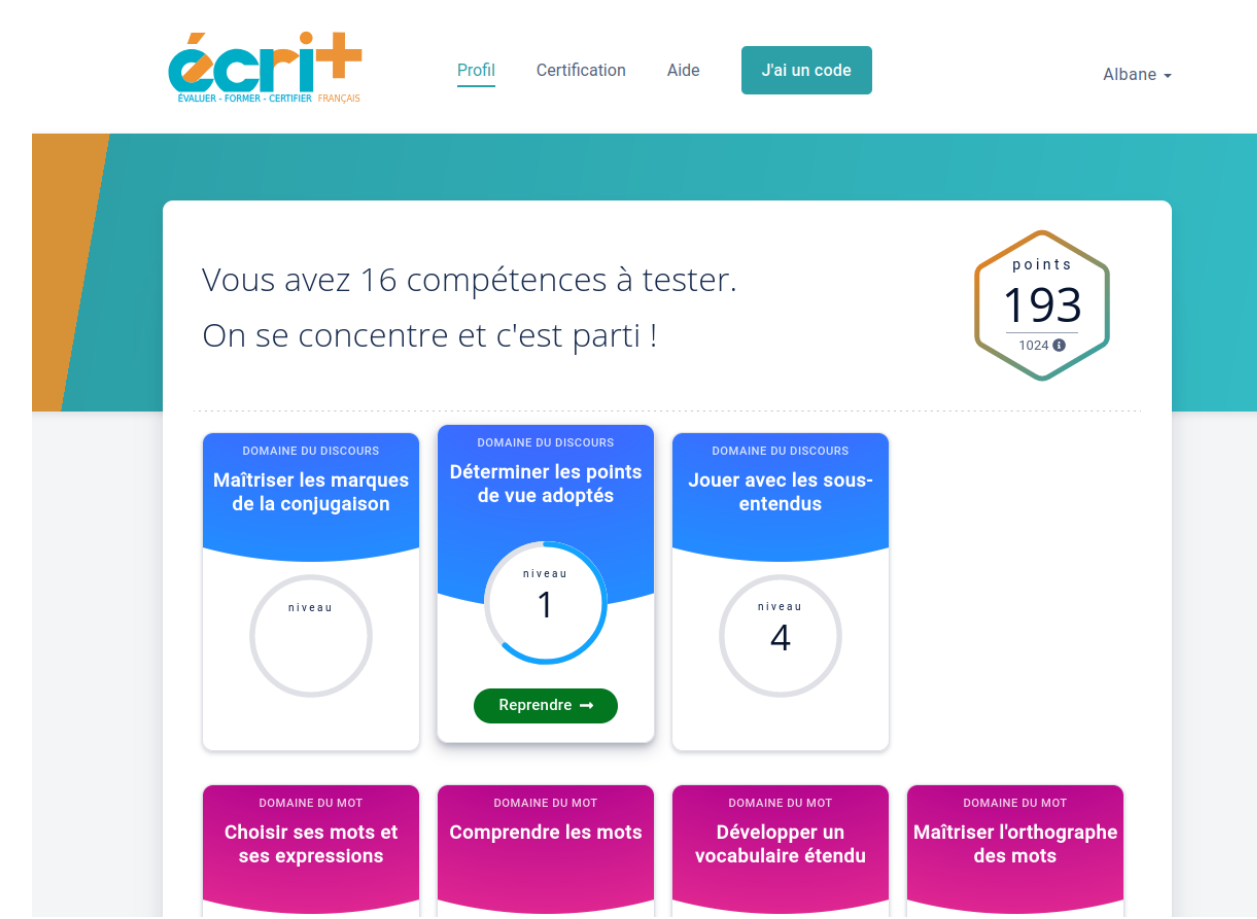 écri+
ÉVALUER - FORMER - CERTIFIER FRANÇAIS
Profil
Certification
Aide
J'ai un code
Albane
Vous avez 16 compétences à tester.
On se concentre et c'est parti !
points
193
1024
DOMAINE DU DISCOURS
Maîtriser les marques
de la conjugaison
niveau
DOMAINE DU DISCOURS
Déterminer les points
de vue adoptés
niveau
1
Reprendre →
DOMAINE DU DISCOURS
Jouer avec les sous-
entendus
niveau
4
DOMAINE DU MOT
Choisir ses mots et
ses expressions
DOMAINE DU MOT
Comprendre les mots
DOMAINE DU MOT
Développer un
vocabulaire étendu
DOMAINE DU MOT
Maîtriser l'orthographe
des mots